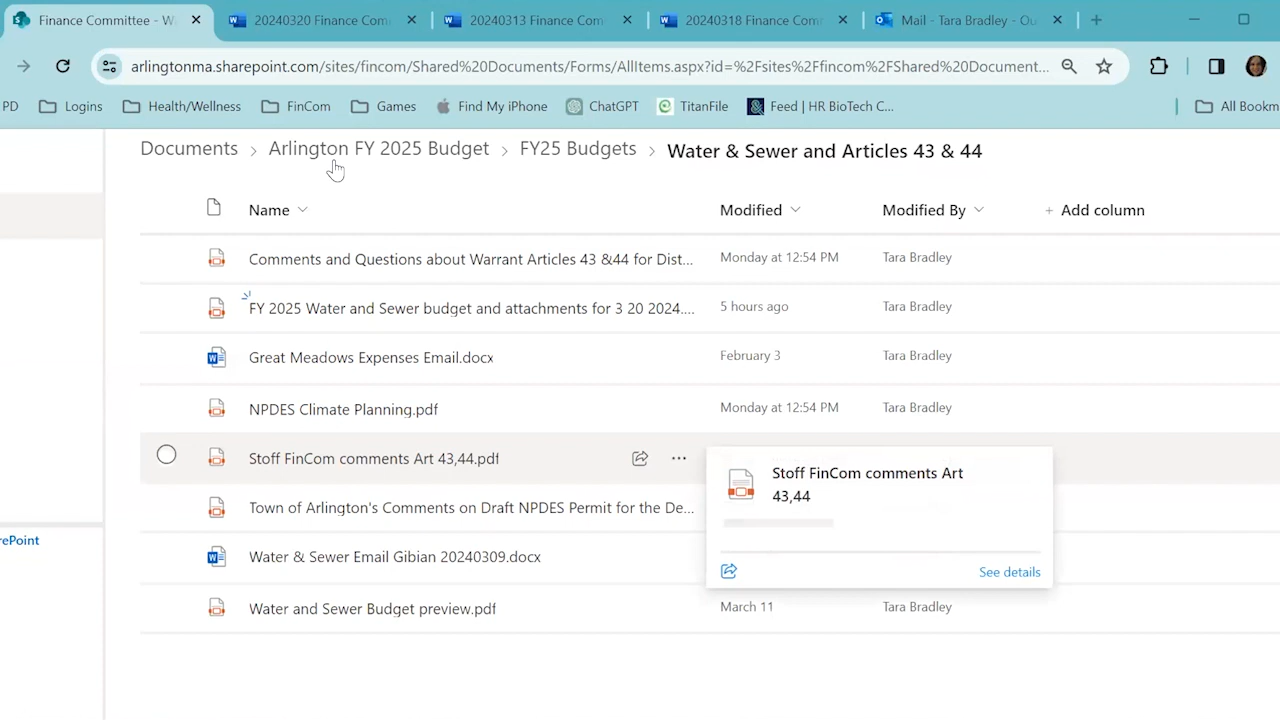 Finance Committee - W
20240320 Finance Com
20240313 Finance Com
20240318 Finance Com
Mail - Tara Bradley - Ou
arlingtonma.sharepoint.com/sites/fincom/Shared%20Documents/Forms/AllItems.aspx?id=%2Fsites%2Ffincom%2FShared%20Document...
PD
Logins
Health/Wellness
FinCom
Games
Find My iPhone
ChatGPT
TitanFile
Feed | HR BioTech C...
All Bookm
Documents > Arlington FY 2025 Budget > FY25 Budgets > Water & Sewer and Articles 43 & 44
Name Modified Modified By + Add column
Comments and Questions about Warrant Articles 43 &44 for Dist... Monday at 12:54 PM Tara Bradley
FY 2025 Water and Sewer budget and attachments for 3 20 2024.... 5 hours ago Tara Bradley
Great Meadows Expenses Email.docx February 3 Tara Bradley
NPDES Climate Planning.pdf Monday at 12:54 PM Tara Bradley
Stoff FinCom comments Art 43,44.pdf
Stoff FinCom comments Art
43,44
Town of Arlington's Comments on Draft NPDES Permit for the De...
rePoint
Water & Sewer Email Gibian 20240309.docx
See details
Water and Sewer Budget preview.pdf March 11 Tara Bradley